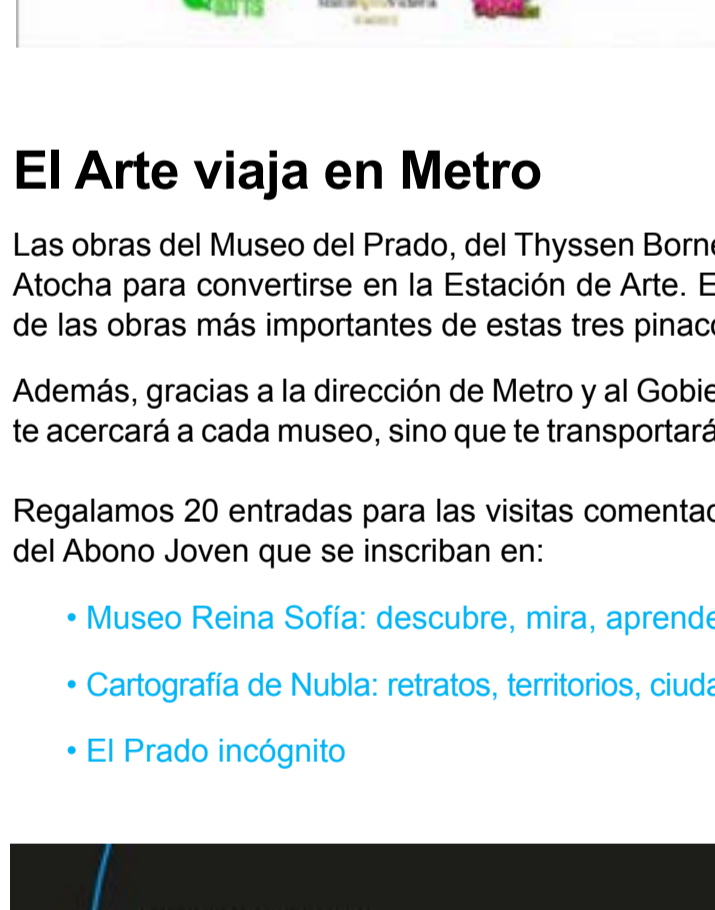 El Arte viaja en Metro
Las obras del Museo del Prado, del Thyssen Borne
Atocha para convertirse en la Estación de Arte. E
de las obras más importantes de estas tres pinaco
Además, gracias a la dirección de Metro y al Gobie
te acercará a cada museo, sino que te transportará
Regalamos 20 entradas para las visitas comentad
del Abono Joven que se inscriban en:
• Museo Reina Sofía: descubre, mira, aprende
• Cartografía de Nubla: retratos, territorios, ciuda
• El Prado incógnito